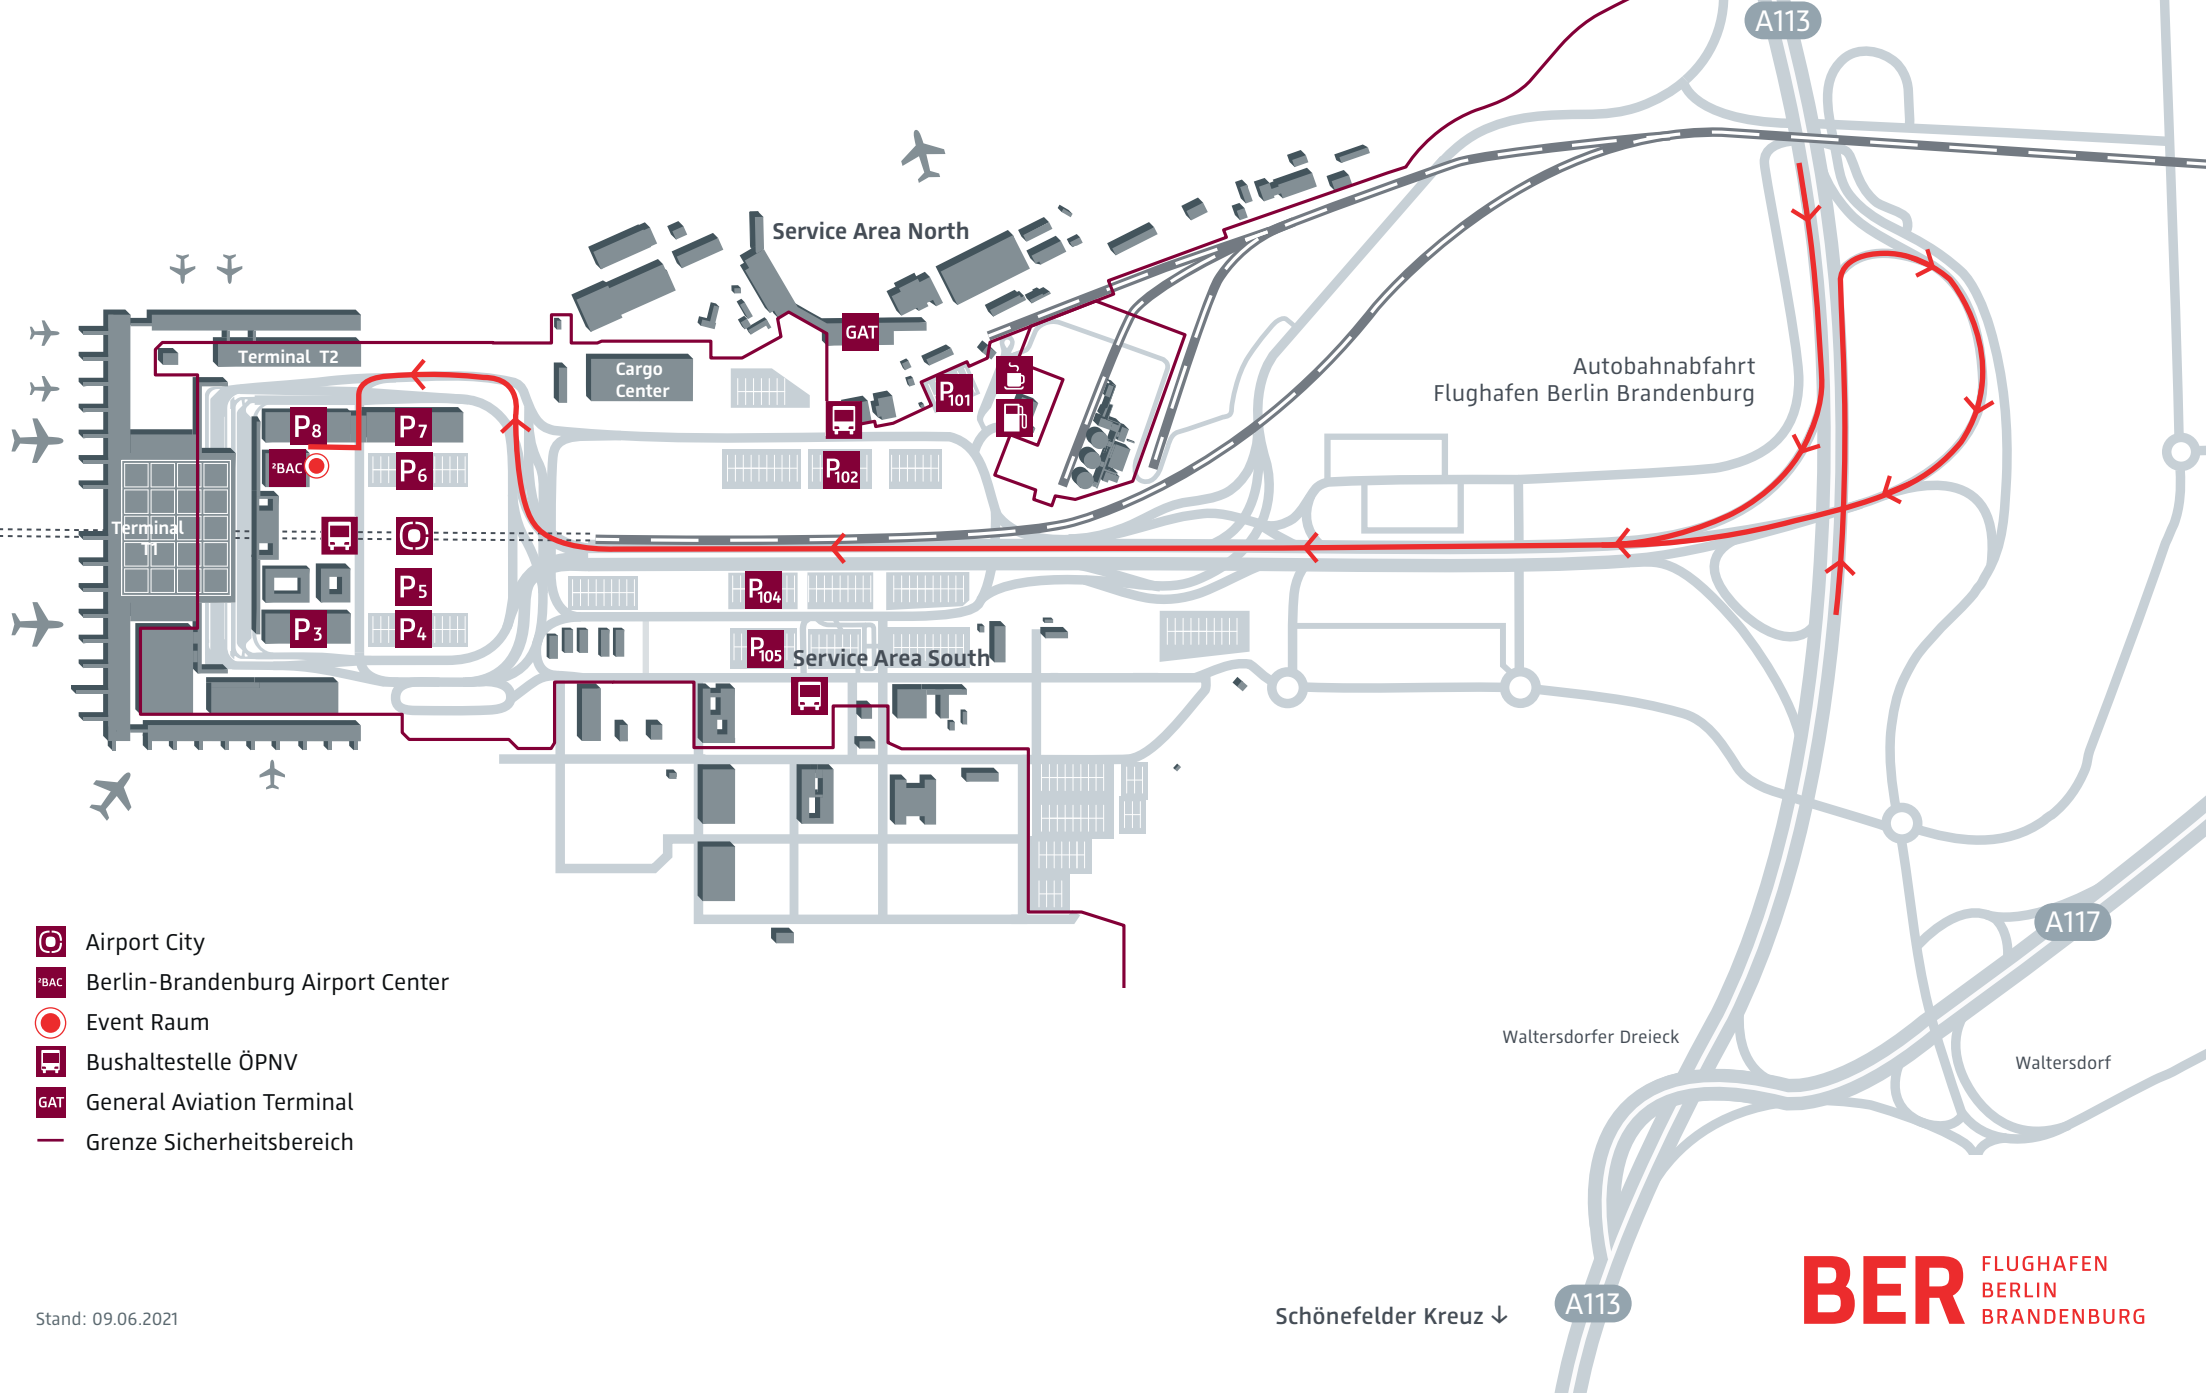 A113
Service Area North
GAT
Terminal T2
Cargo
Center
Autobahnabfahrt
Flughafen Berlin Brandenburg
P101
P8
P7
²BAC
P6
P102
Terminal
T1
P5
P104
P3
P4
P105
Service Area South
A117
Airport City
²BAC
Berlin-Brandenburg Airport Center
Event Raum
Bushaltestelle ÖPNV
GAT
General Aviation Terminal
Grenze Sicherheitsbereich
Waltersdorfer Dreieck
Waltersdorf
Stand: 09.06.2021
Schönefelder Kreuz ↓
A113
BER
FLUGHAFEN
BERLIN
BRANDENBURG